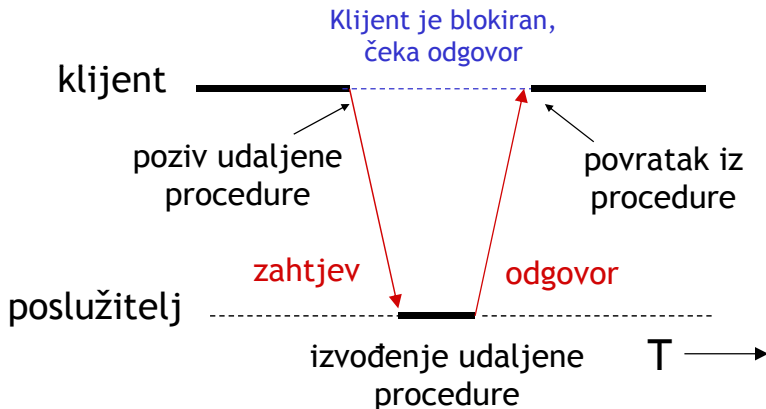 Klijent je blokiran,
čeka odgovor
klijent
poziv udaljene
procedure
povratak iz
procedure
zahtjev
odgovor
poslužitelj
izvođenje udaljene
procedure
T